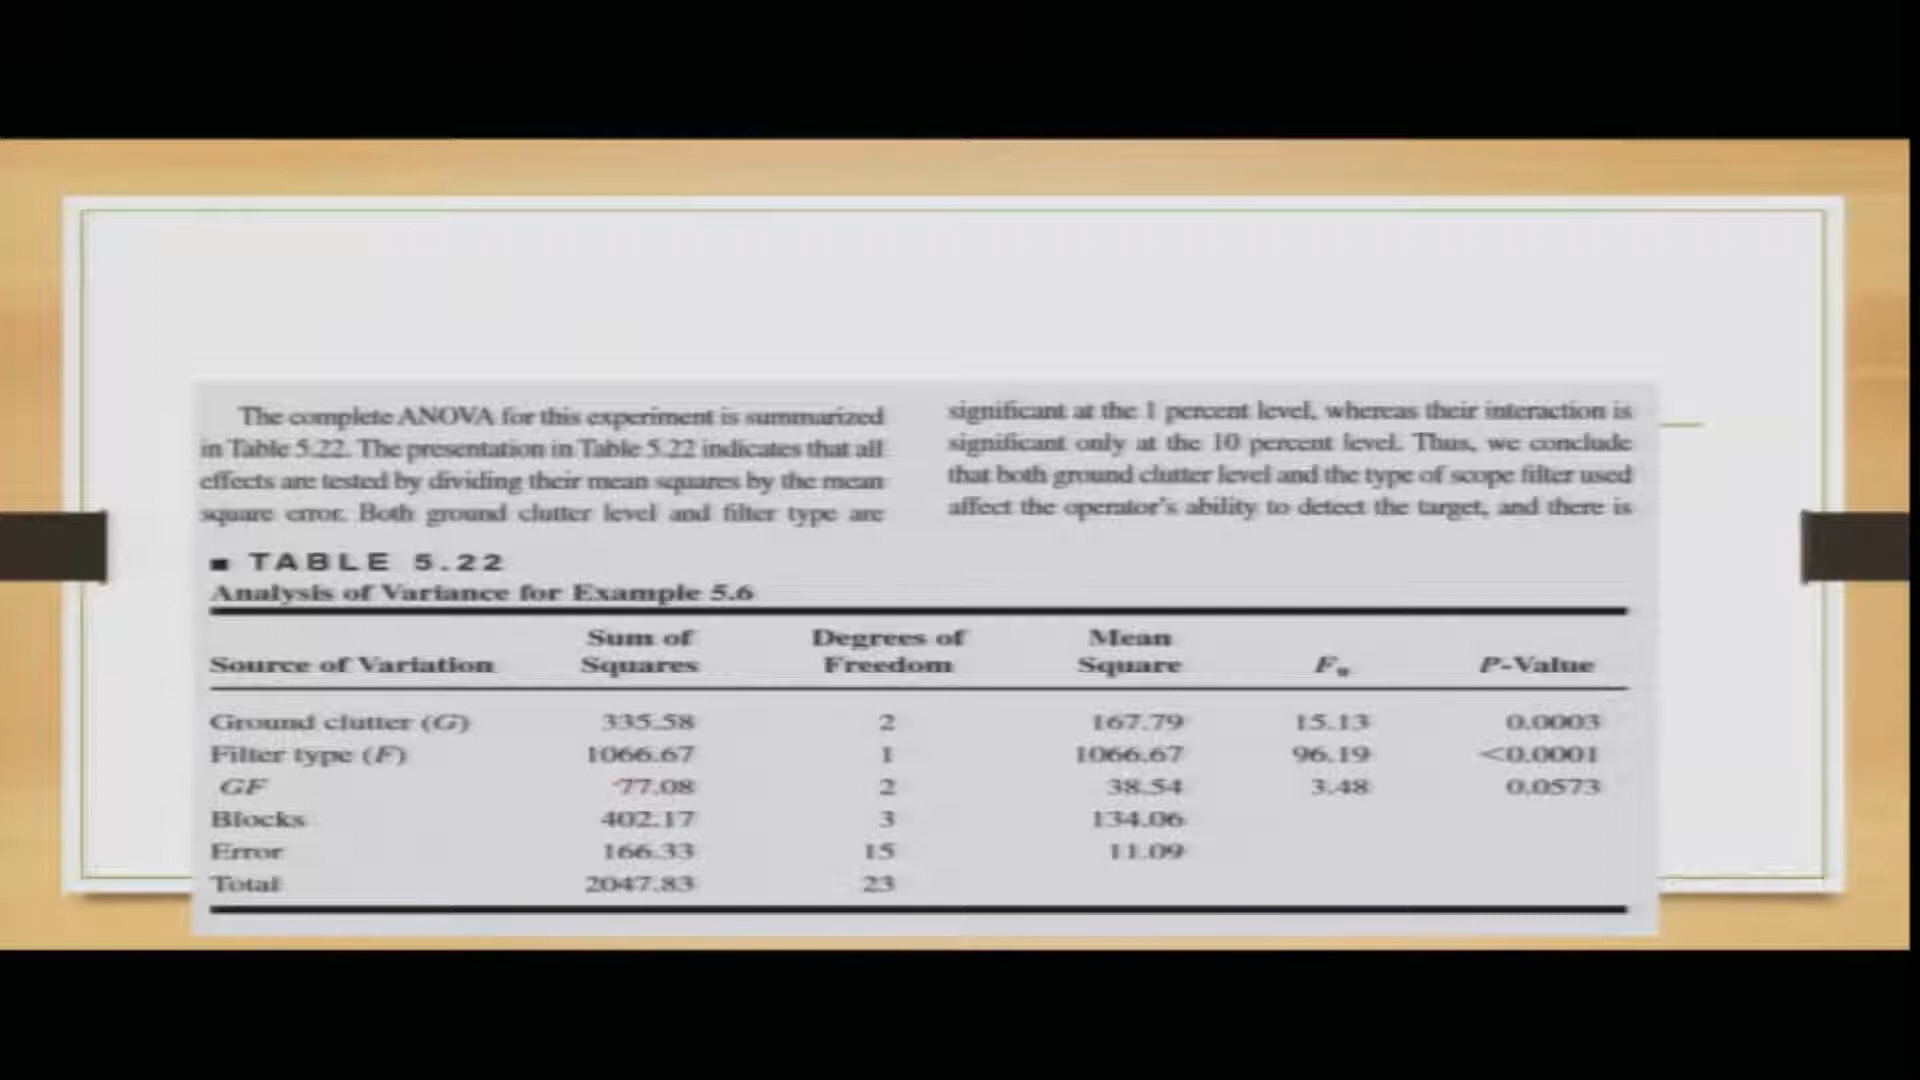 The complete ANOVA for this experiment is summarized
in Table 5.22. The presentation in Table 5.22 indicates that all
effects are tested by dividing their mean squares by the mean
square error. Both ground clutter level and filter type are
significant at the 1 percent level, whereas their interaction is
significant only at the 10 percent level. Thus, we conclude
that both ground clutter level and the type of scope filter used
affect the operator's ability to detect the target, and there is
■ TABLE 5.22
Analysis of Variance for Example 5.6
Sum of Degrees of Mean
Source of Variation Squares Freedom Square F₀ P-Value
Ground clutter (G) 335.58 2 167.79 15.13 0.0003
Filter type (F) 1066.67 1 1066.67 96.19 <0.0001
GF 77.08 2 38.54 3.48 0.0573
Blocks 402.17 3 134.06
Error 166.33 15 11.09
Total 2047.83 23